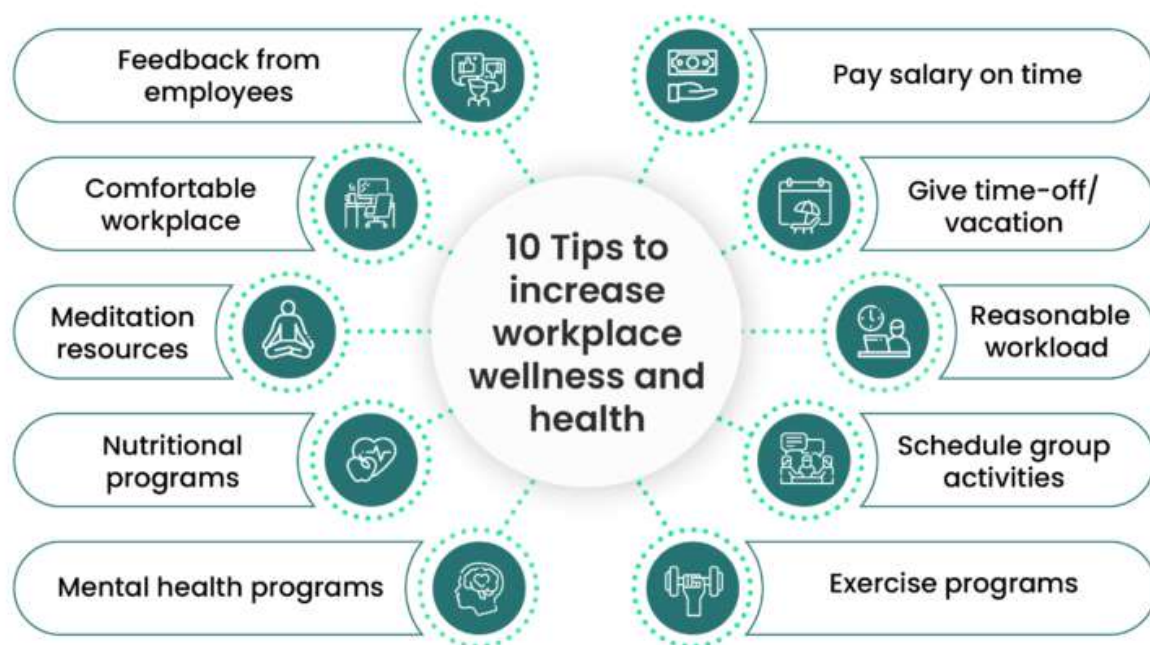 Feedback from
employees
Pay salary on time
Comfortable
workplace
Give time-off/
vacation
10 Tips to
increase
workplace
wellness and
health
Meditation
resources
Reasonable
workload
Nutritional
programs
Schedule group
activities
Mental health programs
Exercise programs